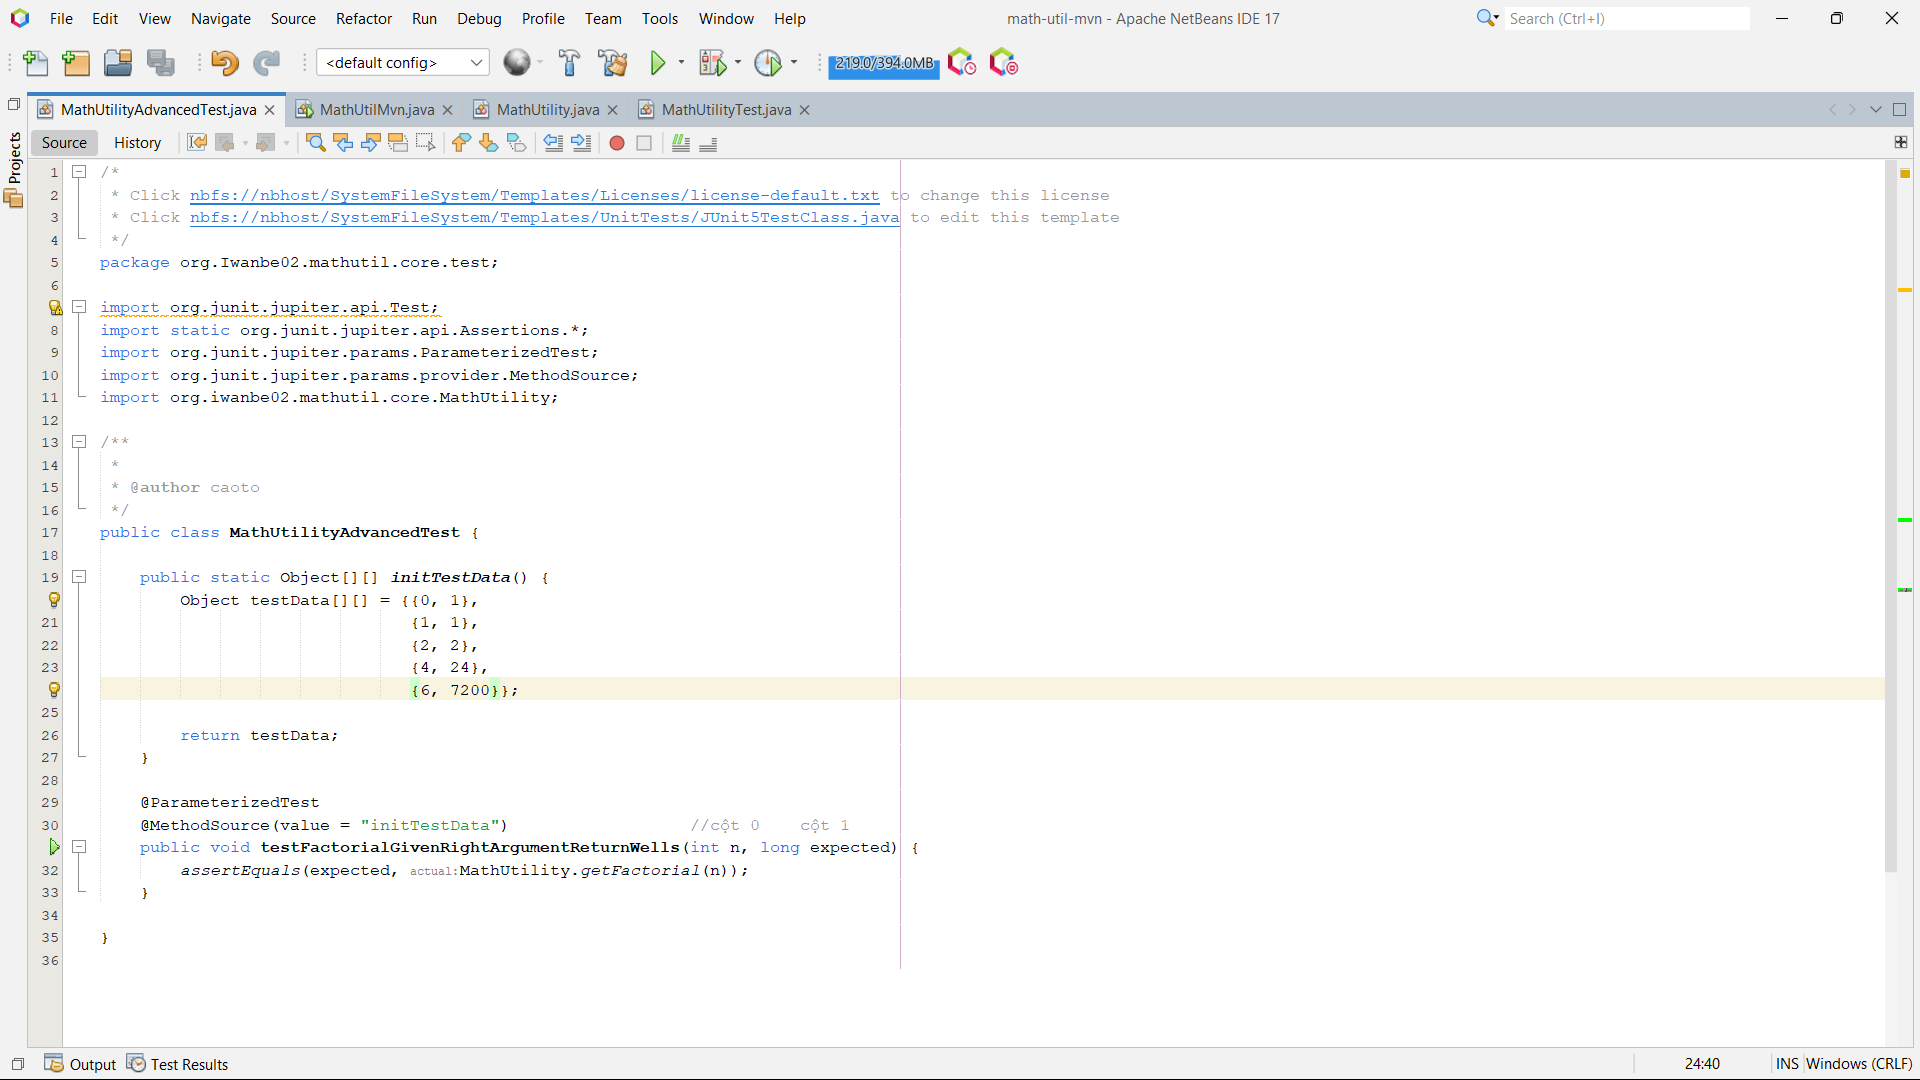 File Edit View Navigate Source Refactor Run Debug Profile Team Tools Window Help
math-util-mvn - Apache NetBeans IDE 17
Search (Ctrl+I)
<default config>
219.0/394.0MB
MathUtilityAdvancedTest.java MathUtilMvn.java MathUtility.java MathUtilityTest.java
Projects
Source History
1 /*
2 * Click nbfs://nbhost/SystemFileSystem/Templates/Licenses/license-default.txt to change this license
3 * Click nbfs://nbhost/SystemFileSystem/Templates/UnitTests/JUnit5TestClass.java to edit this template
4 */
5 package org.Iwanbe02.mathutil.core.test;
6
import org.junit.jupiter.api.Test;
8 import static org.junit.jupiter.api.Assertions.*;
9 import org.junit.jupiter.params.ParameterizedTest;
10 import org.junit.jupiter.params.provider.MethodSource;
11 import org.iwanbe02.mathutil.core.MathUtility;
12
13 /**
14 *
15 * @author caoto
16 */
17 public class MathUtilityAdvancedTest {
18
19 public static Object[][] initTestData() {
Object testData[][] = {{0, 1},
21 {1, 1},
22 {2, 2},
23 {4, 24},
{6, 7200}};
25
26 return testData;
27 }
28
29 @ParameterizedTest
30 @MethodSource(value = "initTestData") //cột 0 cột 1
public void testFactorialGivenRightArgumentReturnWells(int n, long expected) {
32 assertEquals(expected, actual:MathUtility.getFactorial(n));
33 }
34
35 }
36
Output Test Results
24:40 INS Windows (CRLF)